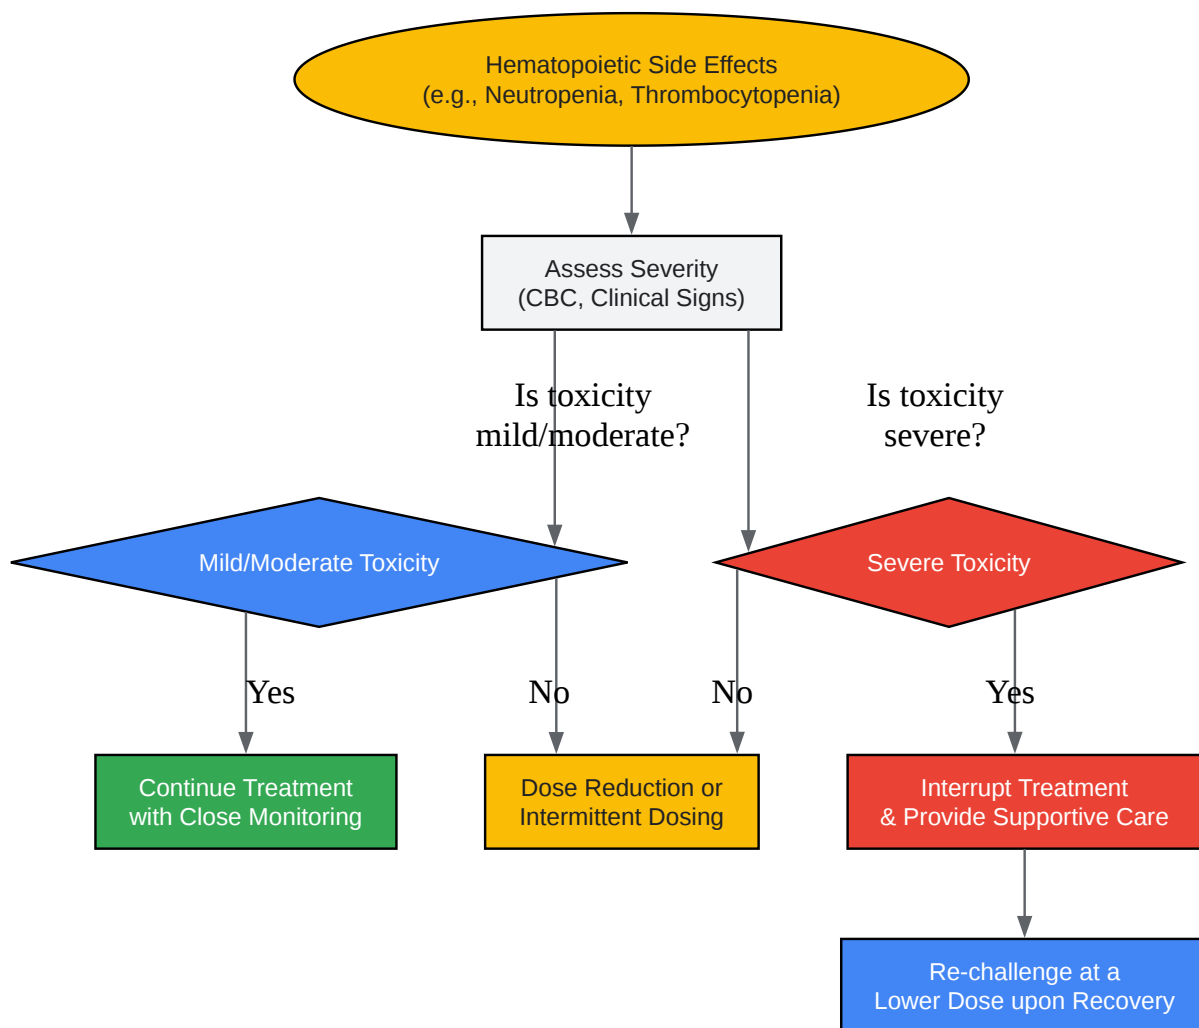 Hematopoietic Side Effects
(e.g., Neutropenia, Thrombocytopenia)
Assess Severity
(CBC, Clinical Signs)
Is toxicity
mild/moderate?
Is toxicity
severe?
Mild/Moderate Toxicity
Severe Toxicity
Yes
No
No
Yes
Continue Treatment
with Close Monitoring
Dose Reduction or
Intermittent Dosing
Interrupt Treatment
& Provide Supportive Care
Re-challenge at a
Lower Dose upon Recovery